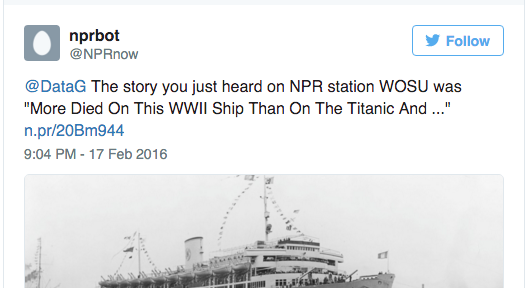 nprbot
@NPRnow
Follow
@DataG The story you just heard on NPR station WOSU was
"More Died On This WWII Ship Than On The Titanic And ..."
n.pr/20Bm944
9:04 PM - 17 Feb 2016